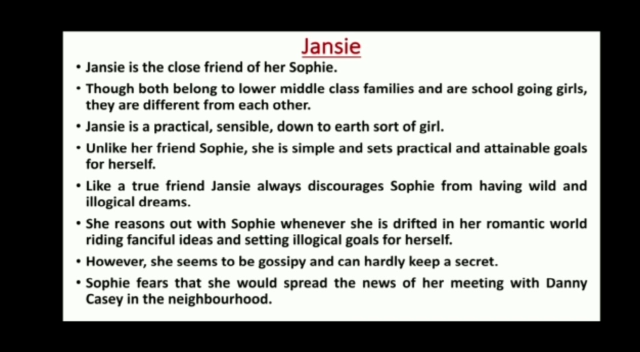 Jansie
• Jansie is the close friend of her Sophie.
• Though both belong to lower middle class families and are school going girls,
they are different from each other.
• Jansie is a practical, sensible, down to earth sort of girl.
• Unlike her friend Sophie, she is simple and sets practical and attainable goals
for herself.
• Like a true friend Jansie always discourages Sophie from having wild and
illogical dreams.
• She reasons out with Sophie whenever she is drifted in her romantic world
riding fanciful ideas and setting illogical goals for herself.
• However, she seems to be gossipy and can hardly keep a secret.
• Sophie fears that she would spread the news of her meeting with Danny
Casey in the neighbourhood.